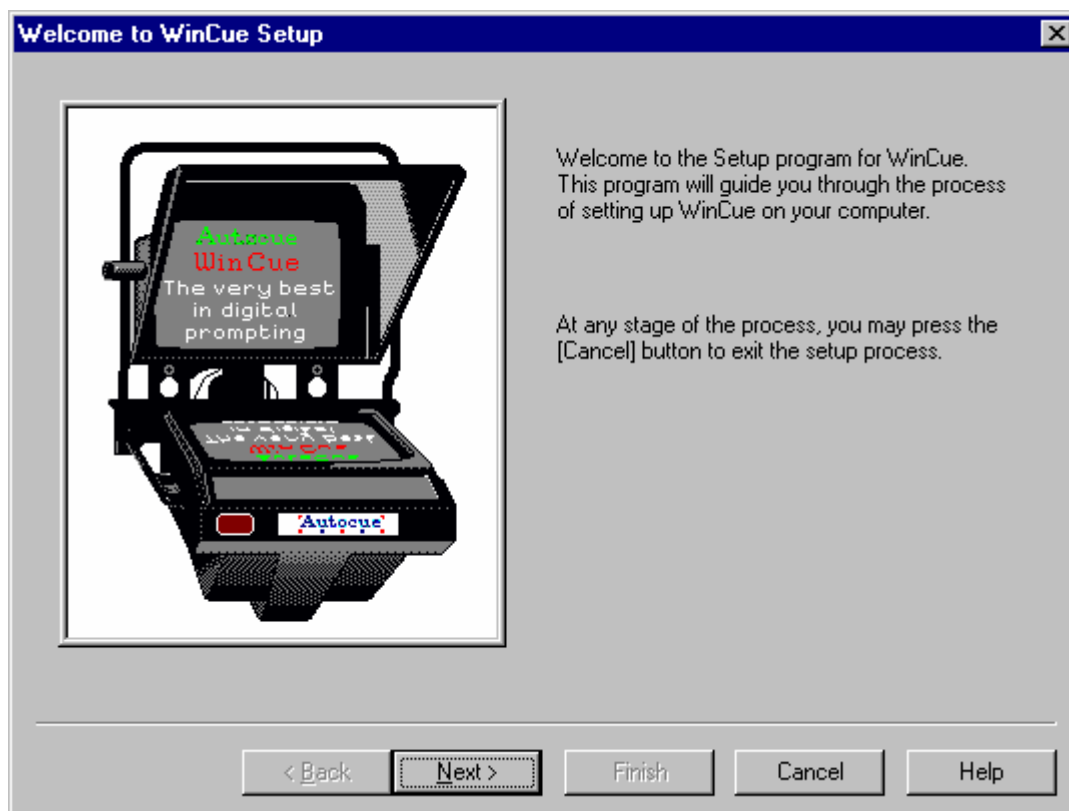 Welcome to WinCue Setup
Autocue
WinCue
The very best
in digital
prompting
Autocue
Welcome to the Setup program for WinCue.
This program will guide you through the process
of setting up WinCue on your computer.
At any stage of the process, you may press the
[Cancel] button to exit the setup process.
< Back
Next >
Finish
Cancel
Help